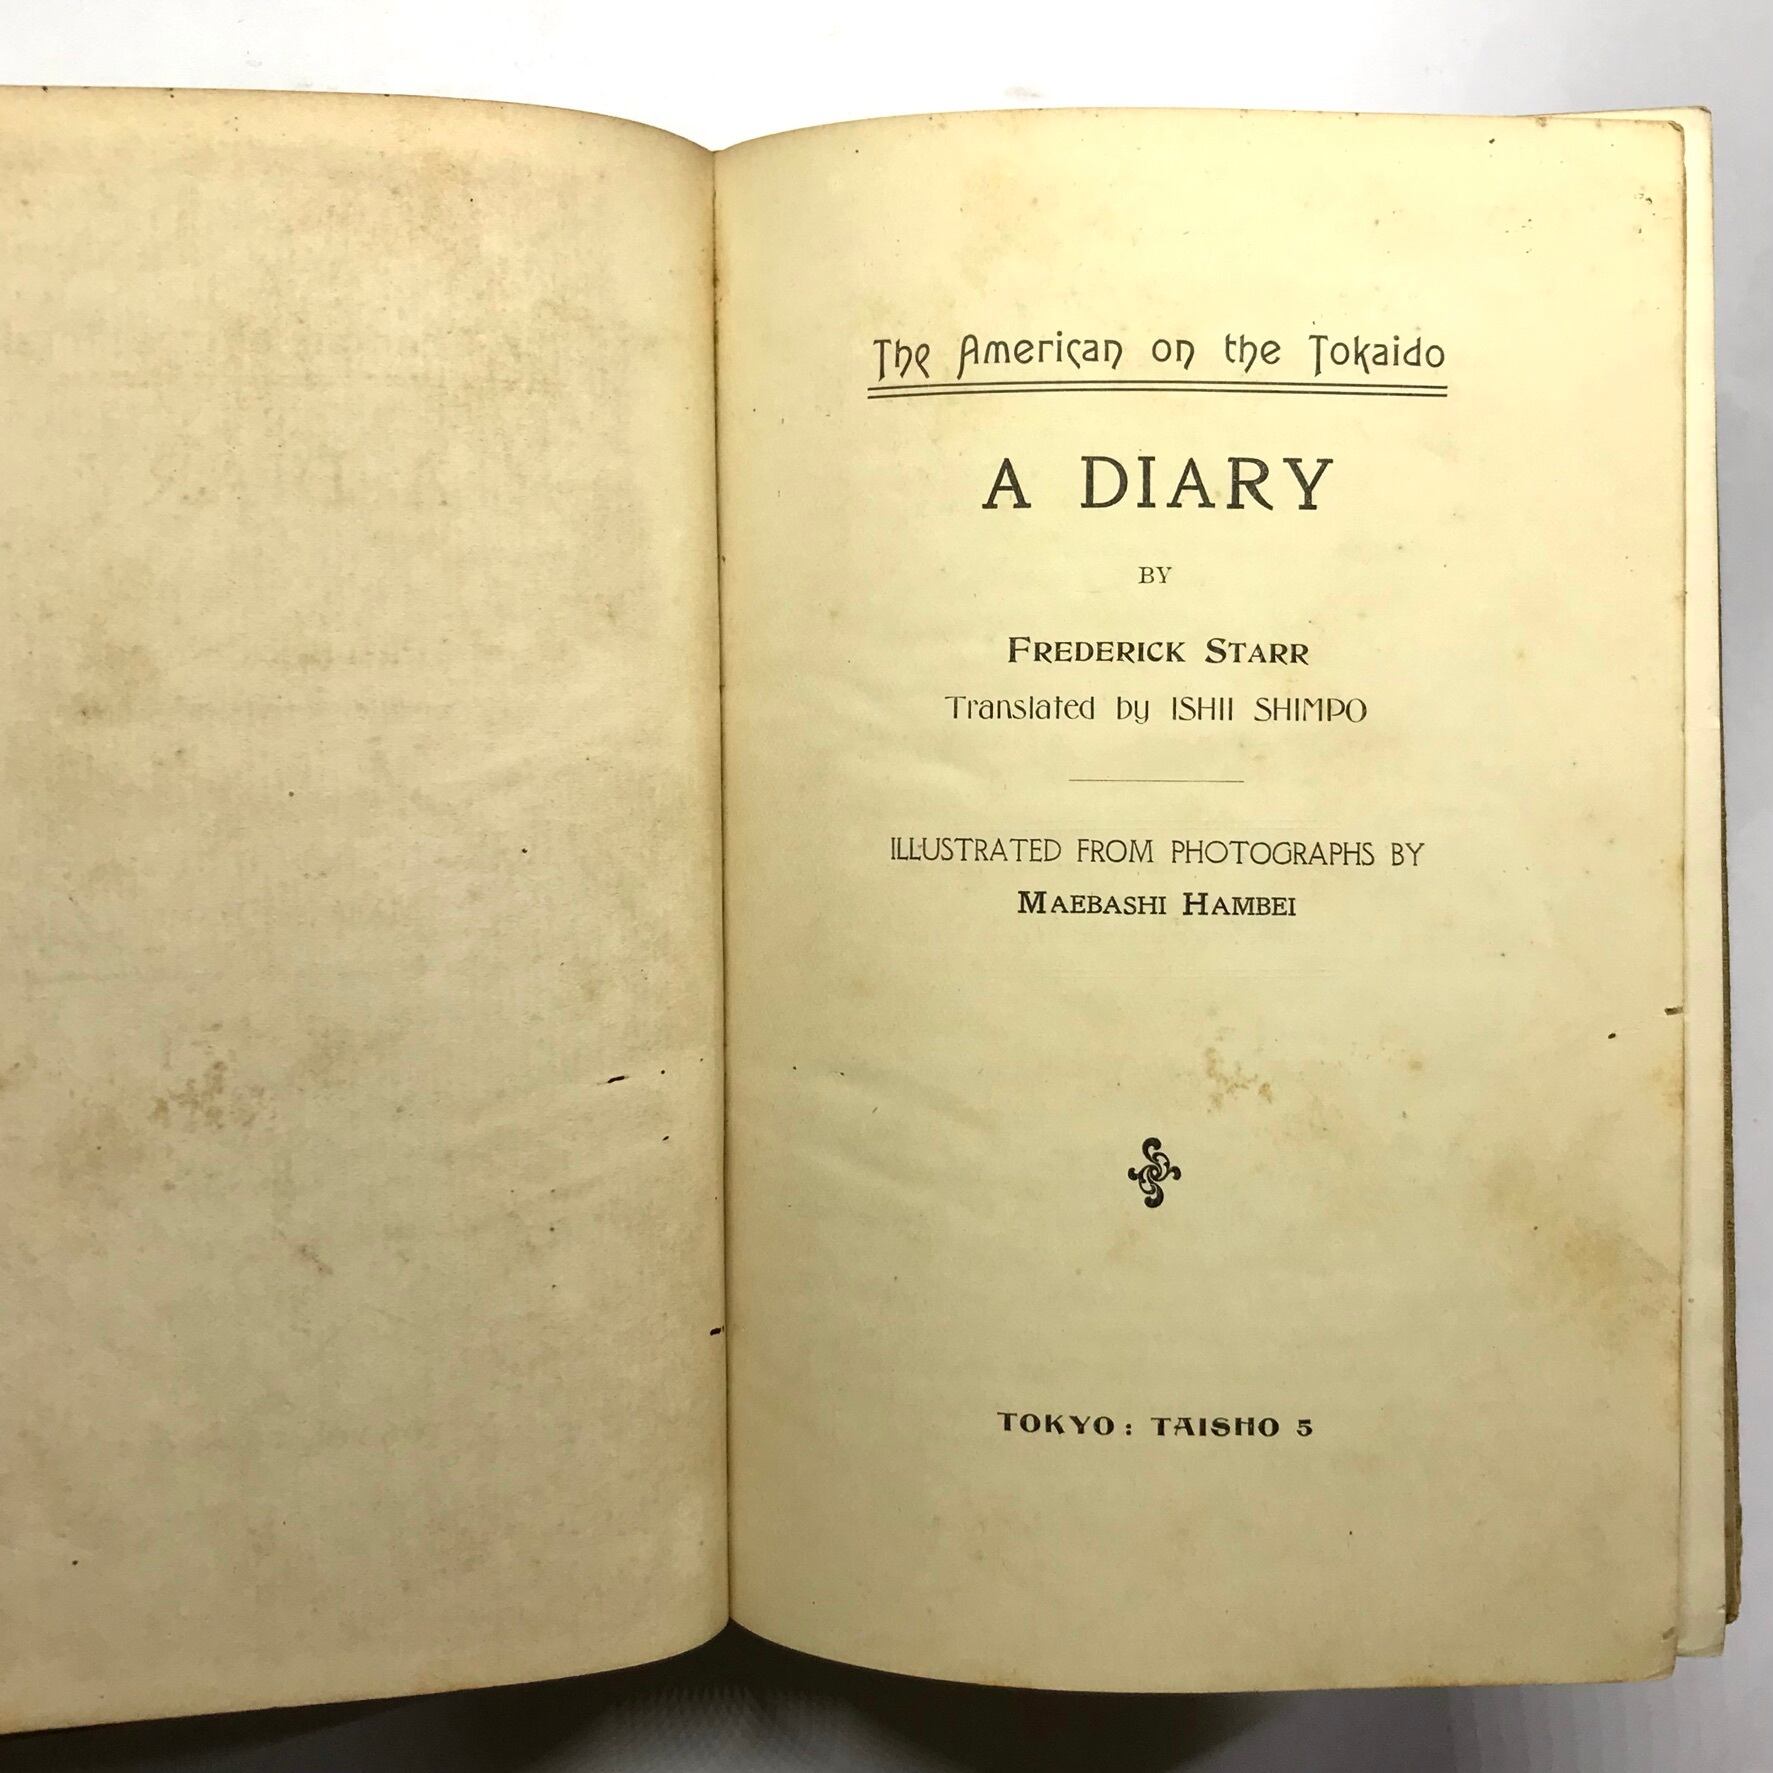 The American on the Tokaido
A DIARY
BY
FREDERICK STARR
Translated by ISHII SHIMPO
ILLUSTRATED FROM PHOTOGRAPHS BY
MAEBASHI HAMBEI
TOKYO: TAISHO 5